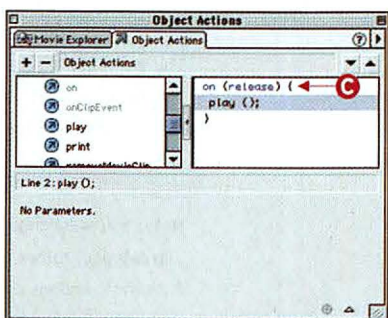 Object Actions
Movie Explorer Object Actions ?
+ − Object Actions
on
onClipEvent
play
print
removeMovieClip
on (release) {
C
play ();
}
Line 2: play ();
No Parameters.